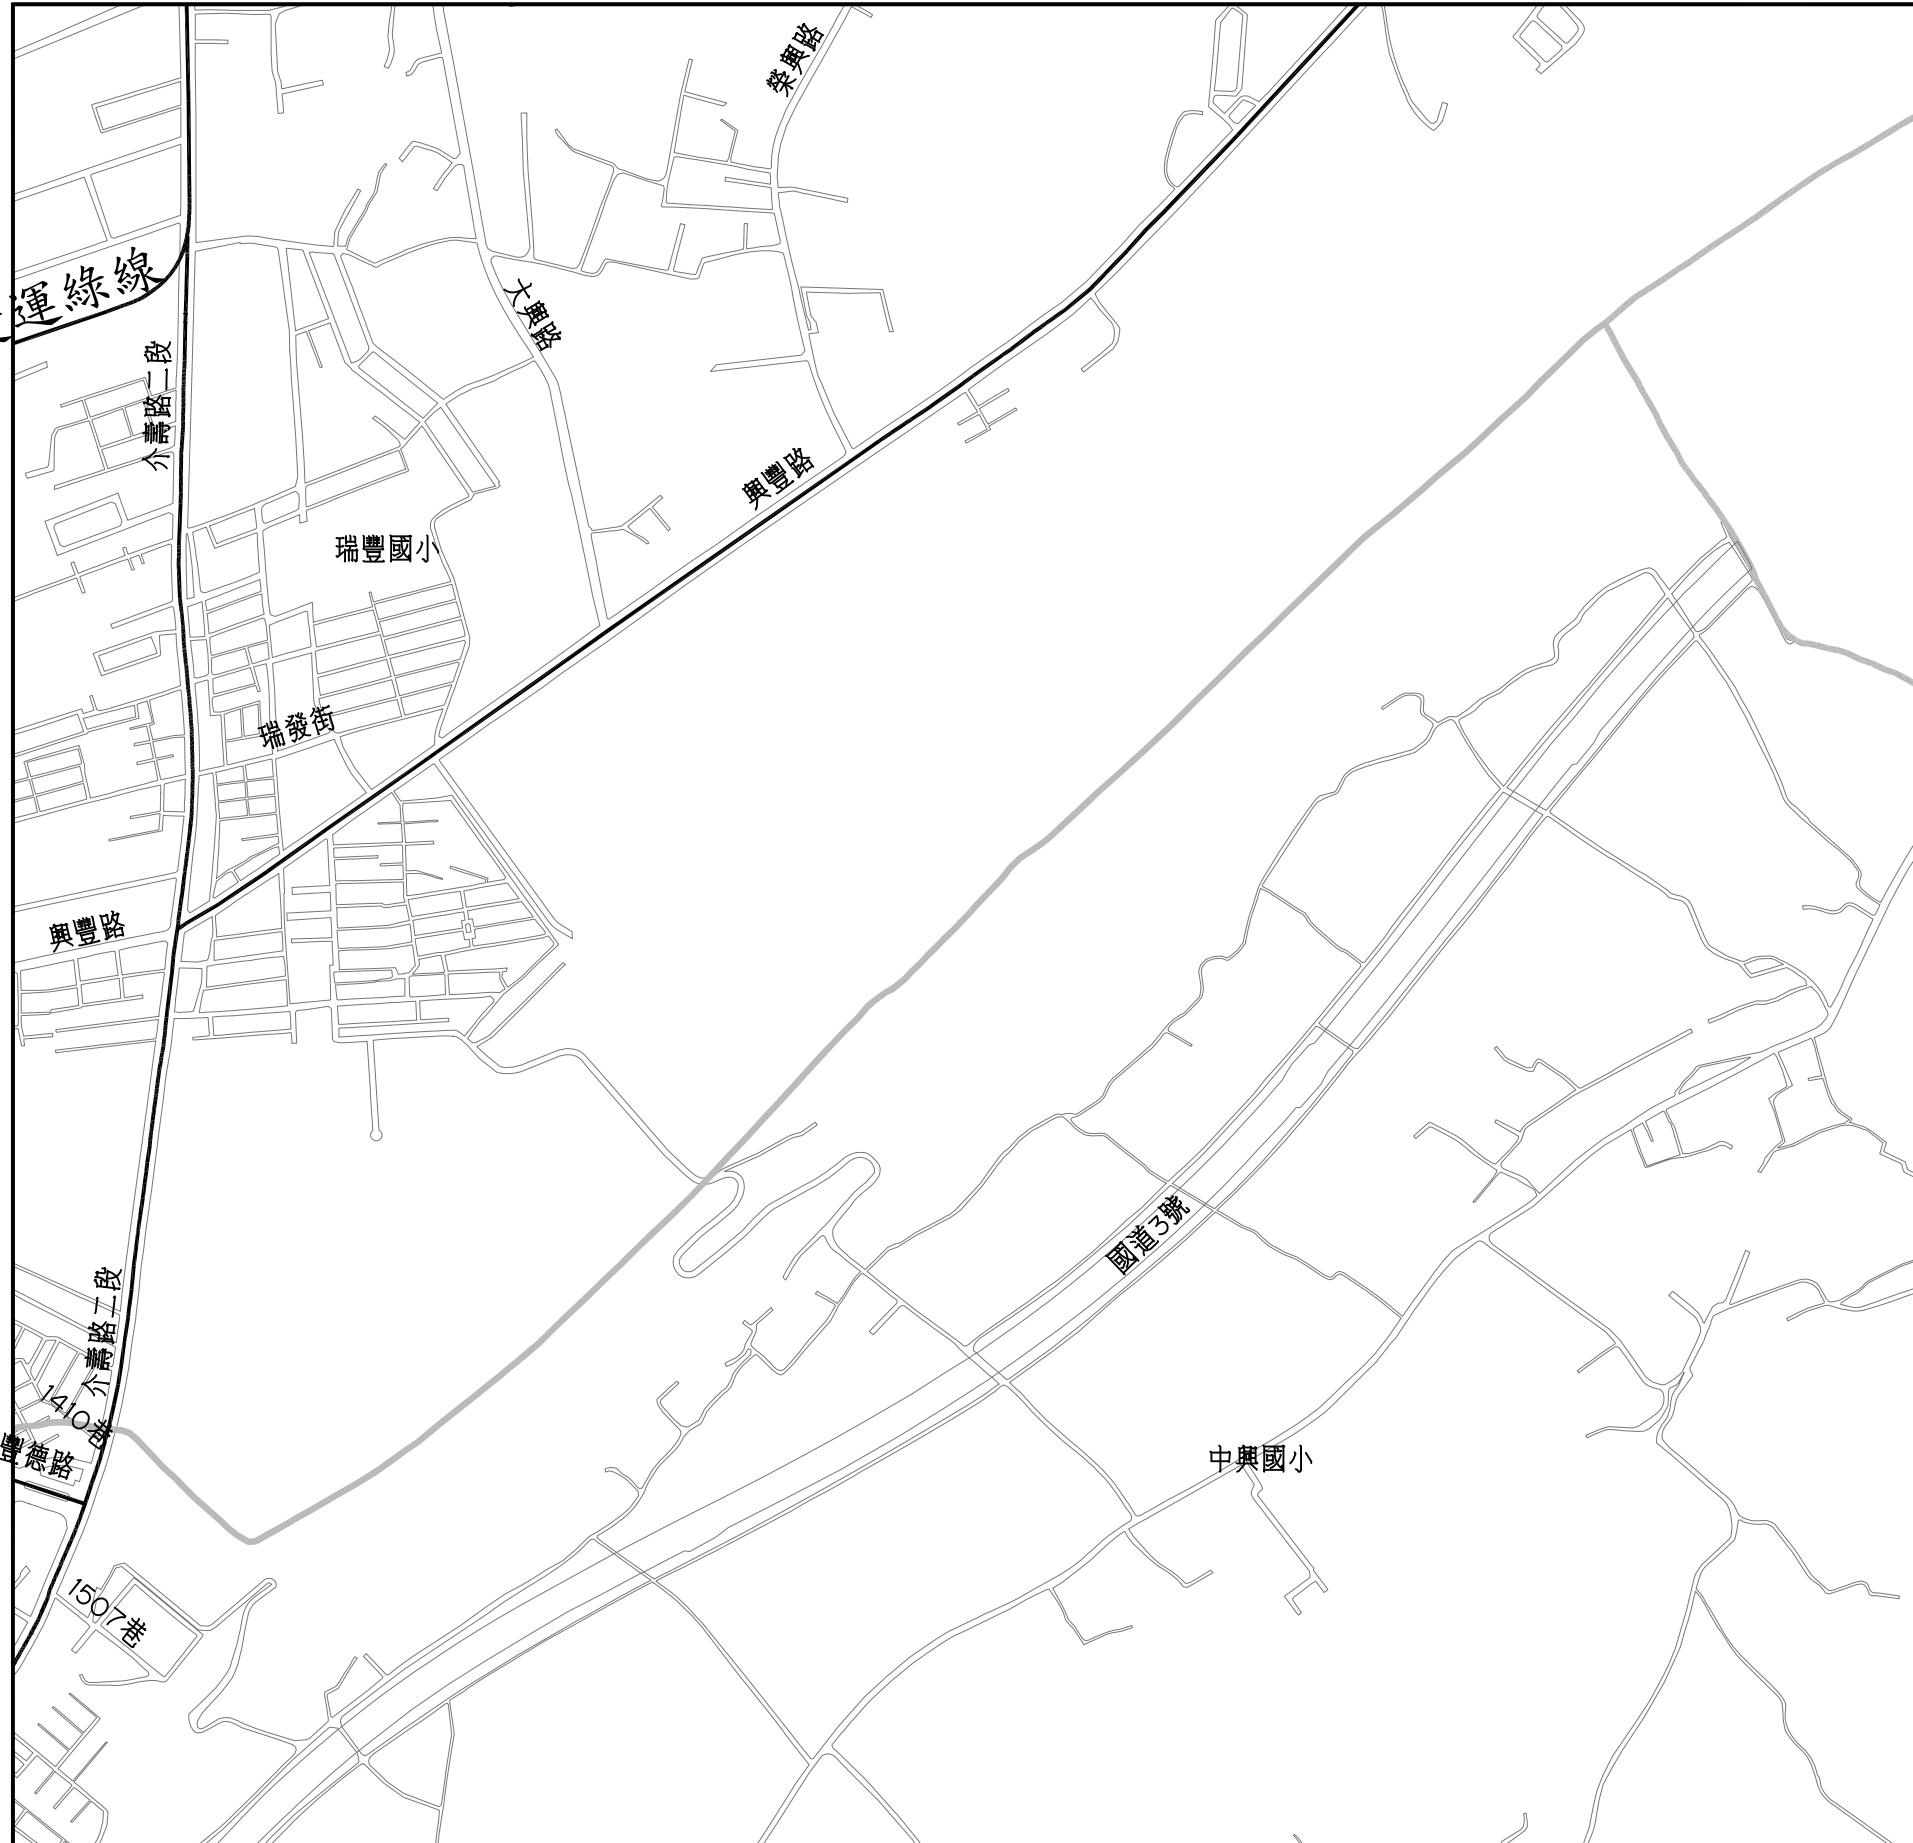 榮興路
運綠線
大興路
介壽路二段
興豐路
瑞豐國小
瑞發街
興豐路
國道3號
介壽路二段
1410巷
豐德路
中興國小
1507巷